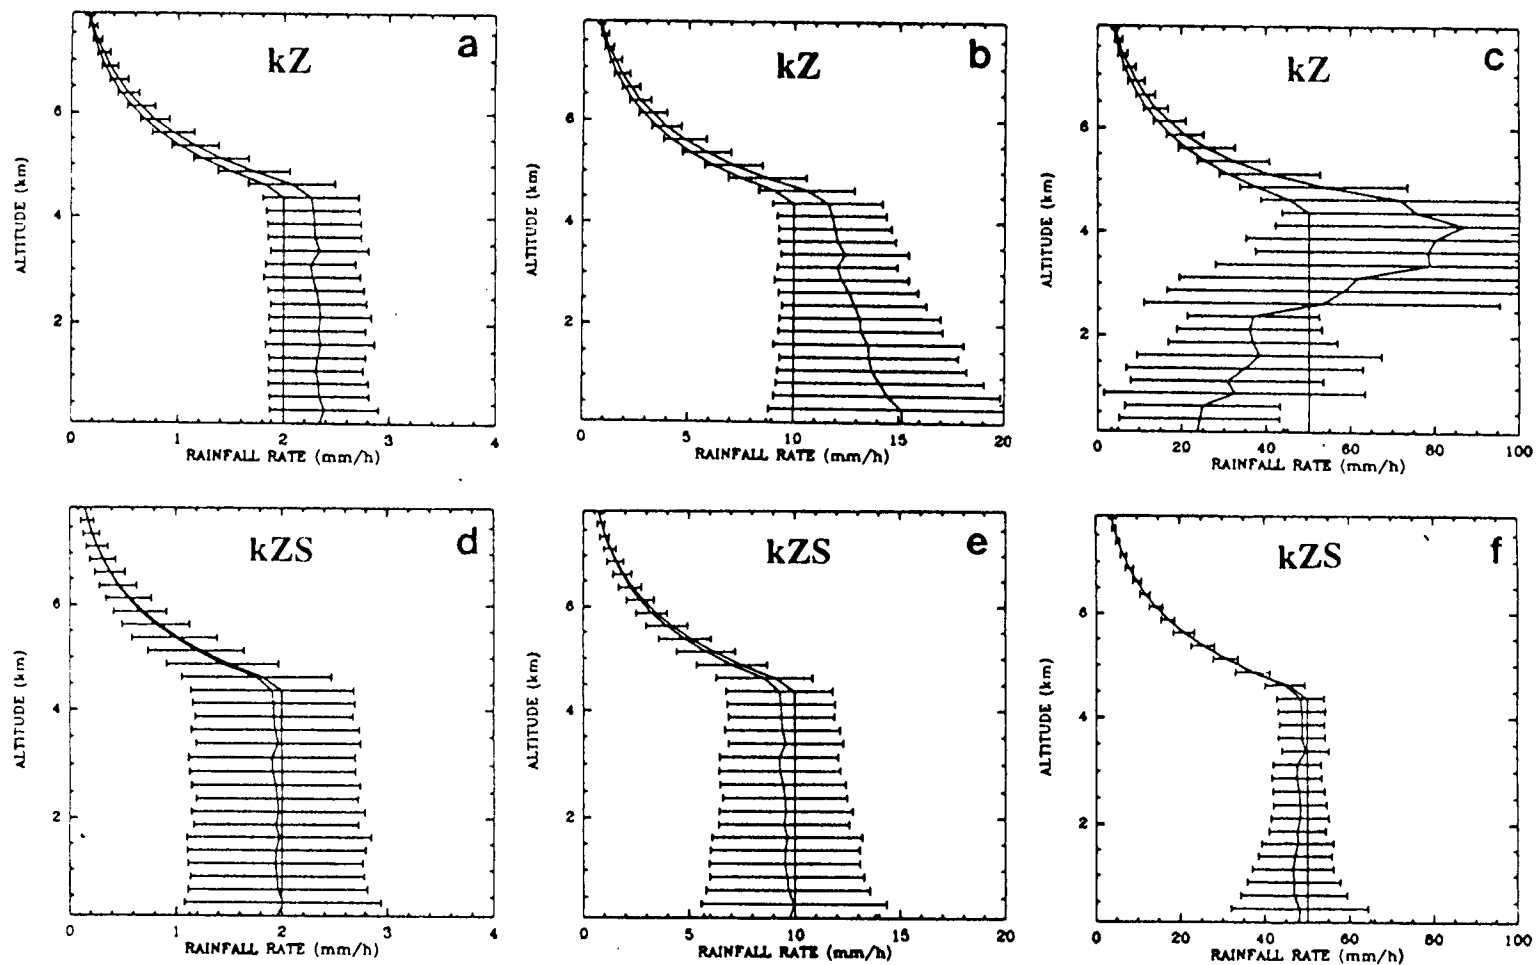 kZ a
ALTITUDE (km)
6
4
2
0 1 2 3 4
RAINFALL RATE (mm/h)
kZ b
ALTITUDE (km)
6
4
2
0 5 10 15 20
RAINFALL RATE (mm/h)
kZ c
ALTITUDE (km)
6
4
2
0 20 40 60 80 100
RAINFALL RATE (mm/h)
kZS d
ALTITUDE (km)
6
4
2
0 1 2 3 4
RAINFALL RATE (mm/h)
kZS e
ALTITUDE (km)
6
4
2
0 5 10 15 20
RAINFALL RATE (mm/h)
kZS f
ALTITUDE (km)
6
4
2
0 20 40 60 80 100
RAINFALL RATE (mm/h)